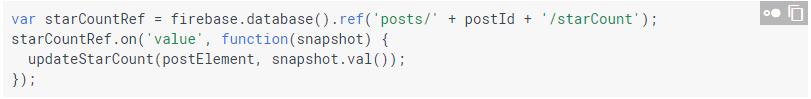 var starCountRef = firebase.database().ref('posts/' + postId + '/starCount');
starCountRef.on('value', function(snapshot) {
  updateStarCount(postElement, snapshot.val());
});